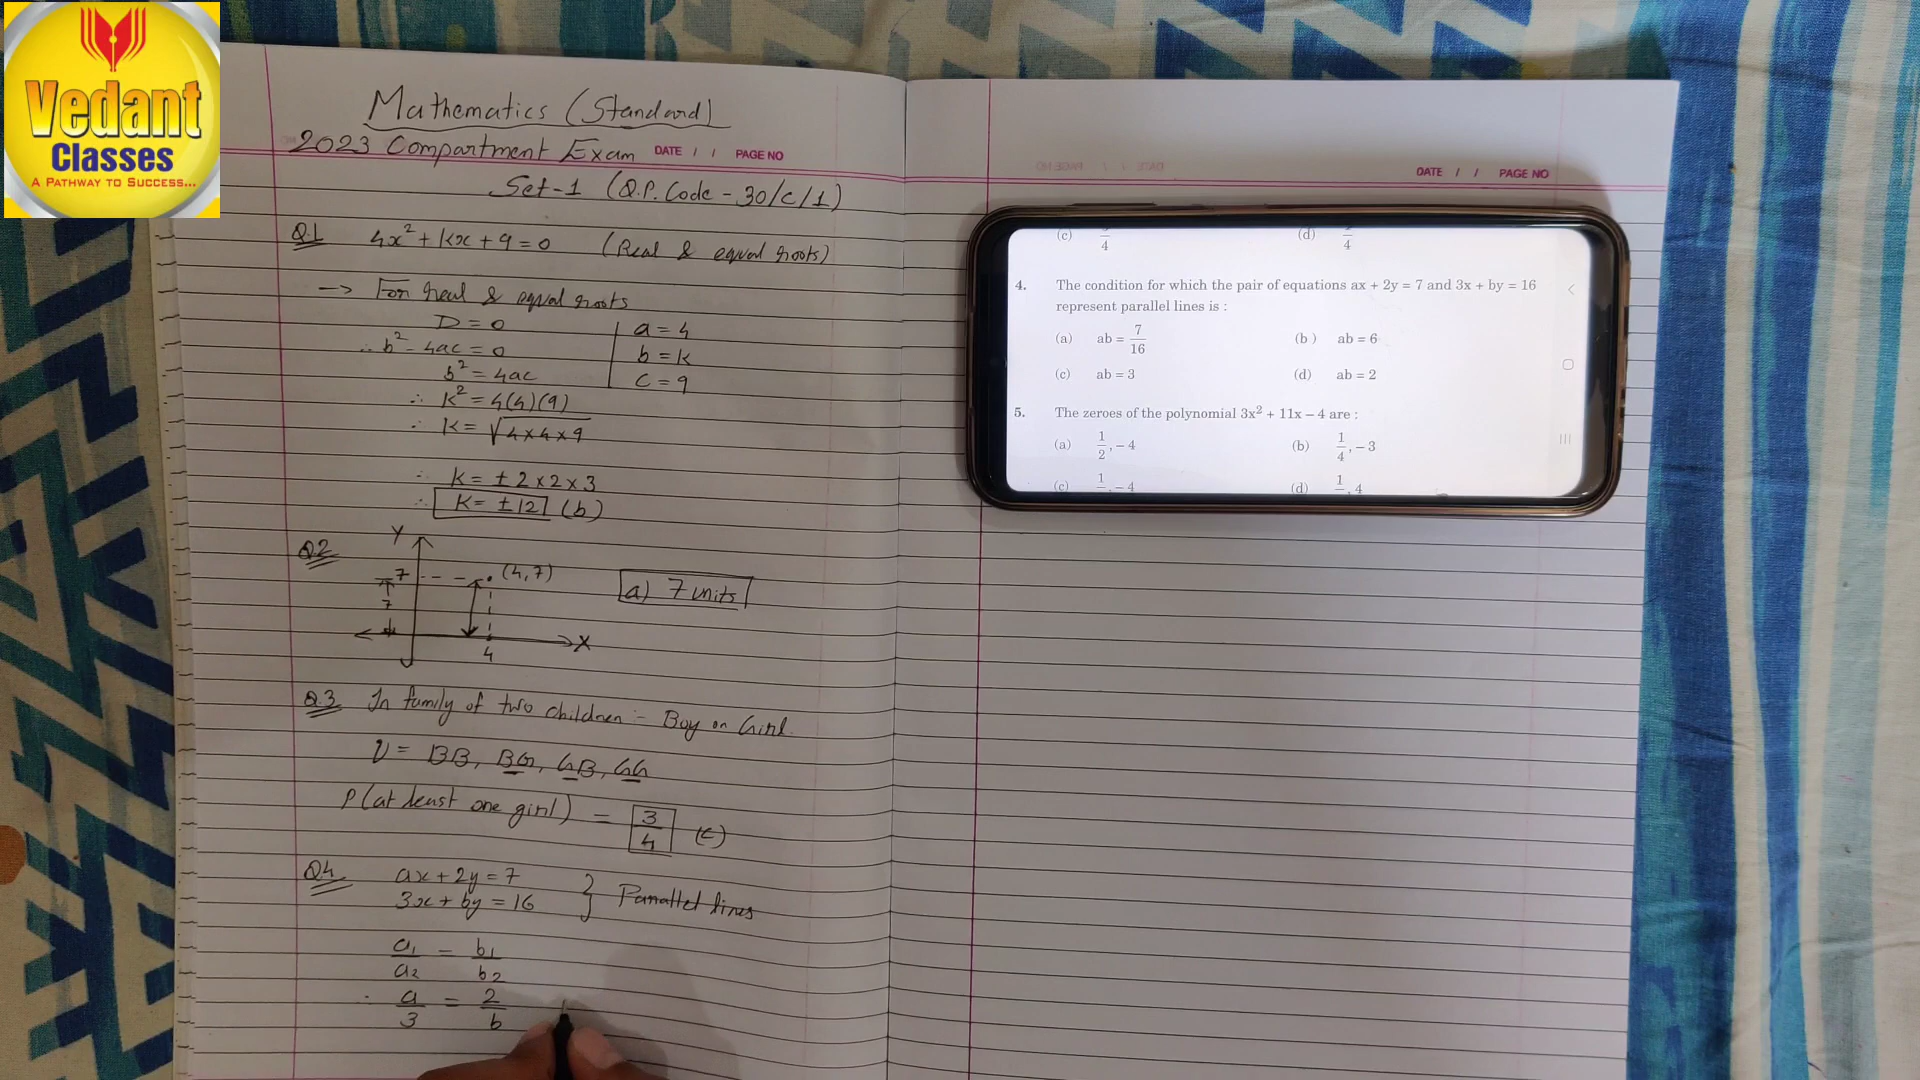 Vedant
Classes
A PATHWAY TO SUCCESS...
Mathematics (Standard)
2023 Compartment Exam DATE / / PAGE NO
Set-1 (Q.P. Code - 30/C/1)
Q1 4x² + kx + 9 = 0 (Real & equal roots)
→ For real & equal roots
D = 0 a = 4
∴ b² - 4ac = 0 b = k
b² = 4ac c = 9
∴ k² = 4(4)(9)
∴ k = √4×4×9
∴ k = ± 2×2×3
∴ k = ±12 (b)
Q2 Y
7 (4,7) a) 7 units
7
X
4
Q.3 In family of two children :- Boy or Girl.
U = BB, BG, GB, GG
P(at least one girl) = 3/4 (c)
Q4 ax + 2y = 7
3x + by = 16 } Parallel lines
a₁/a₂ = b₁/b₂
∴ a/3 = 2/b
DATE / / PAGE NO
(c) 4 (d) 4
4. The condition for which the pair of equations ax + 2y = 7 and 3x + by = 16
represent parallel lines is :
(a) ab = 7/16 (b) ab = 6
(c) ab = 3 (d) ab = 2
5. The zeroes of the polynomial 3x² + 11x – 4 are :
(a) 1/2, – 4 (b) 1/4, – 3
(c) 1 , – 4 (d) 1 , 4